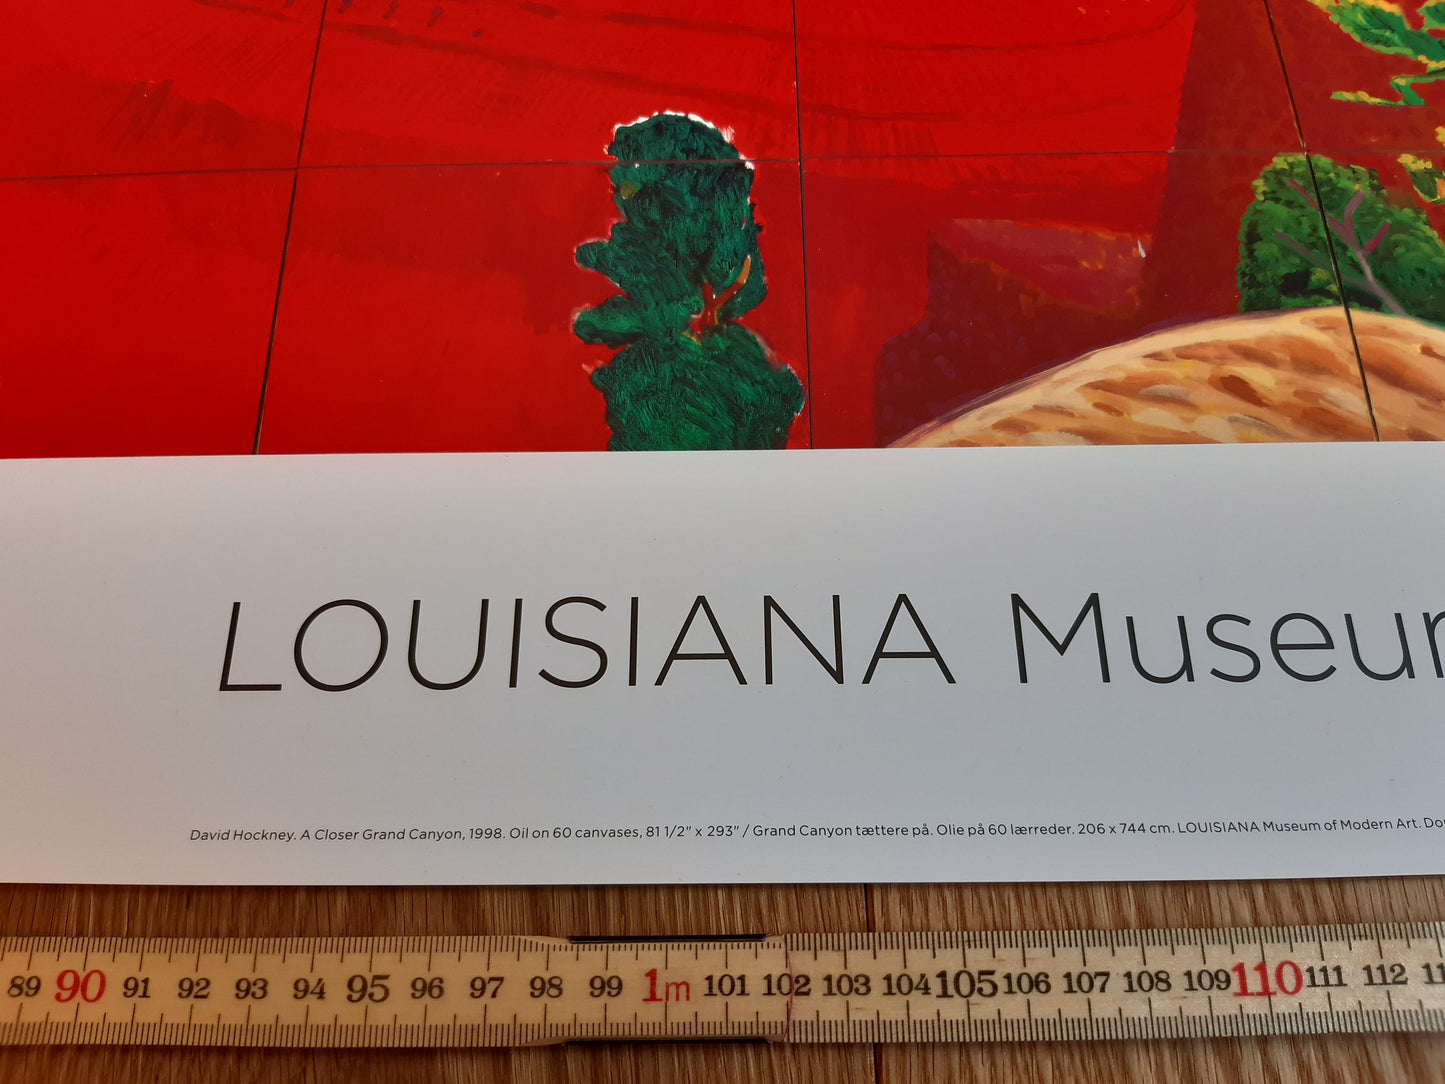 LOUISIANA Museu
David Hockney. A Closer Grand Canyon, 1998. Oil on 60 canvases, 81 1/2" x 293" / Grand Canyon tættere på. Olie på 60 lærreder. 206 x 744 cm. LOUISIANA Museum of Modern Art. Do
89 90 91 92 93 94 95 96 97 98 99 1m 101 102 103 104 105 106 107 108 109 110 111 112